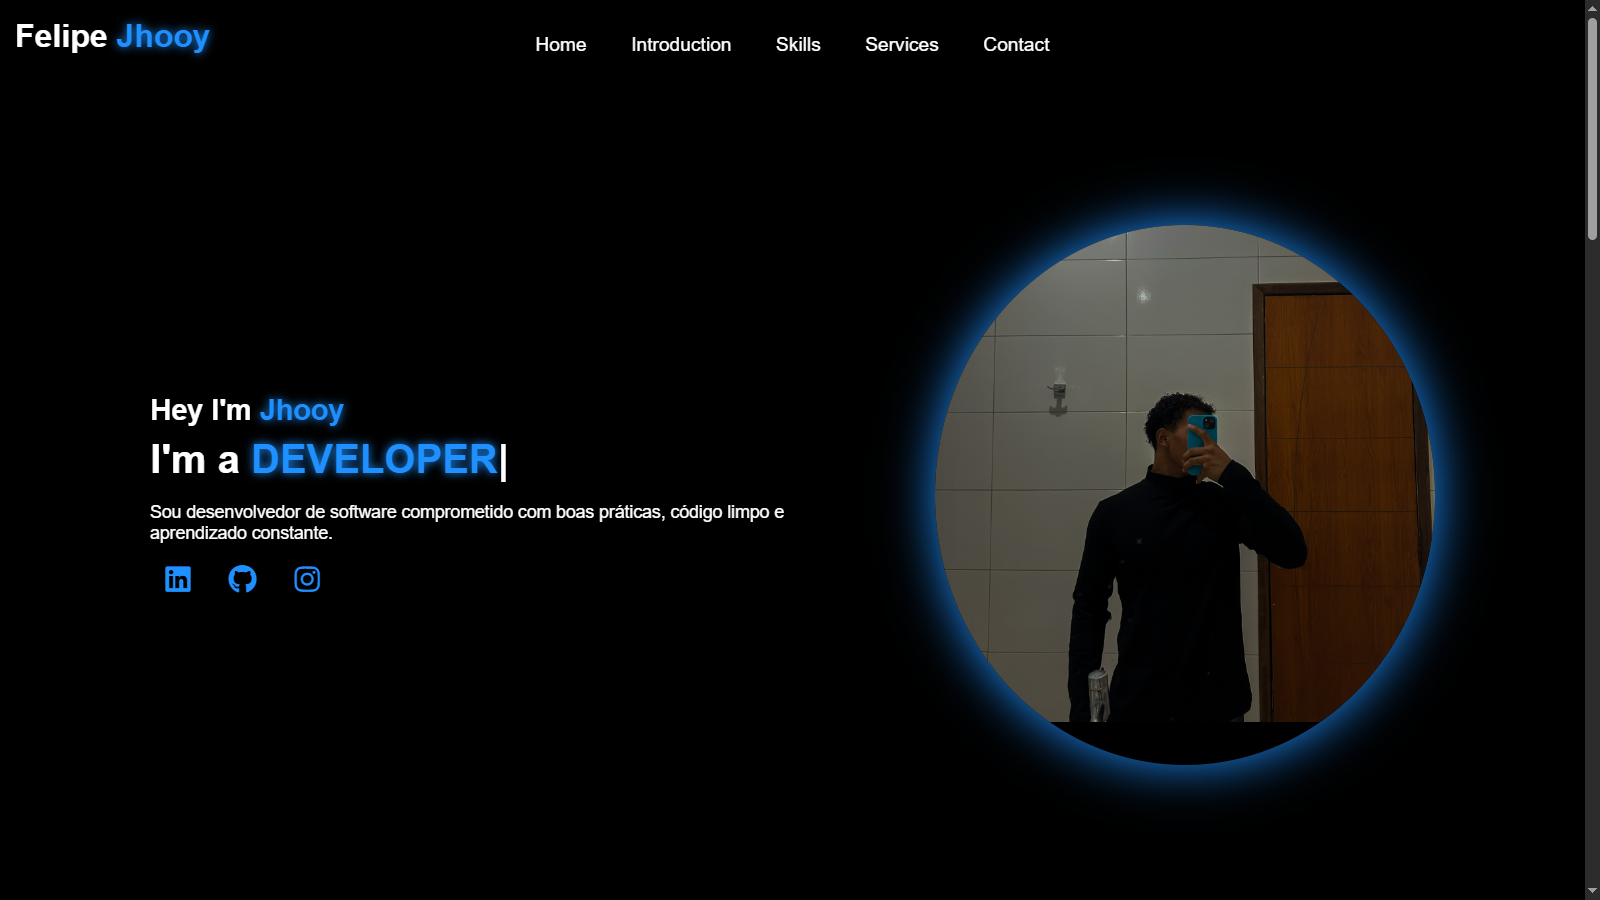 Felipe Jhooy
Home Introduction Skills Services Contact
Hey I'm Jhooy
I'm a DEVELOPER|
Sou desenvolvedor de software comprometido com boas práticas, código limpo e
aprendizado constante.